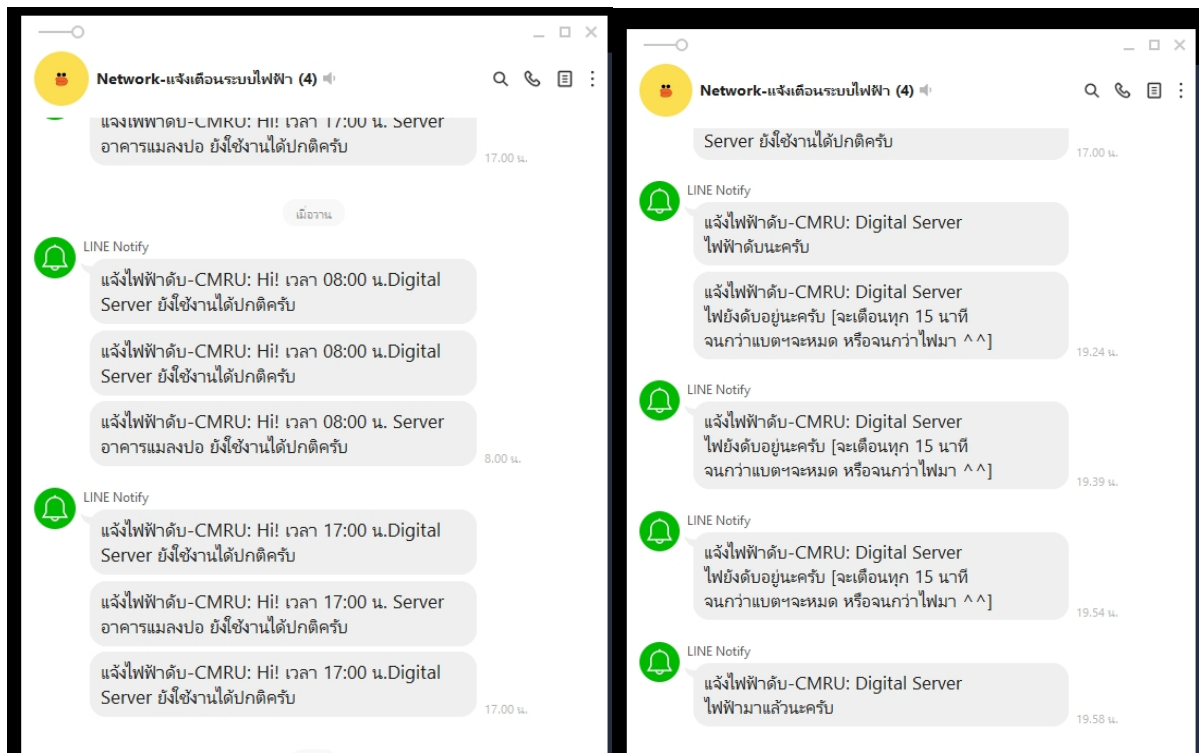 Network-แจ้งเตือนระบบไฟฟ้า (4)
แจ้งไฟฟ้าดับ-CMRU: Hi! เวลา 17:00 น. Server
อาคารแมลงปอ ยังใช้งานได้ปกติครับ
17.00 น.
เมื่อวาน
LINE Notify
แจ้งไฟฟ้าดับ-CMRU: Hi! เวลา 08:00 น.Digital
Server ยังใช้งานได้ปกติครับ
แจ้งไฟฟ้าดับ-CMRU: Hi! เวลา 08:00 น.Digital
Server ยังใช้งานได้ปกติครับ
แจ้งไฟฟ้าดับ-CMRU: Hi! เวลา 08:00 น. Server
อาคารแมลงปอ ยังใช้งานได้ปกติครับ
8.00 น.
LINE Notify
แจ้งไฟฟ้าดับ-CMRU: Hi! เวลา 17:00 น.Digital
Server ยังใช้งานได้ปกติครับ
แจ้งไฟฟ้าดับ-CMRU: Hi! เวลา 17:00 น. Server
อาคารแมลงปอ ยังใช้งานได้ปกติครับ
แจ้งไฟฟ้าดับ-CMRU: Hi! เวลา 17:00 น.Digital
Server ยังใช้งานได้ปกติครับ
17.00 น.
Network-แจ้งเตือนระบบไฟฟ้า (4)
Server ยังใช้งานได้ปกติครับ
17.00 น.
LINE Notify
แจ้งไฟฟ้าดับ-CMRU: Digital Server
ไฟฟ้าดับนะครับ
แจ้งไฟฟ้าดับ-CMRU: Digital Server
ไฟยังดับอยู่นะครับ [จะเตือนทุก 15 นาที
จนกว่าแบตฯจะหมด หรือจนกว่าไฟมา ^^]
19.24 น.
LINE Notify
แจ้งไฟฟ้าดับ-CMRU: Digital Server
ไฟยังดับอยู่นะครับ [จะเตือนทุก 15 นาที
จนกว่าแบตฯจะหมด หรือจนกว่าไฟมา ^^]
19.39 น.
LINE Notify
แจ้งไฟฟ้าดับ-CMRU: Digital Server
ไฟยังดับอยู่นะครับ [จะเตือนทุก 15 นาที
จนกว่าแบตฯจะหมด หรือจนกว่าไฟมา ^^]
19.54 น.
LINE Notify
แจ้งไฟฟ้าดับ-CMRU: Digital Server
ไฟฟ้ามาแล้วนะครับ
19.58 น.